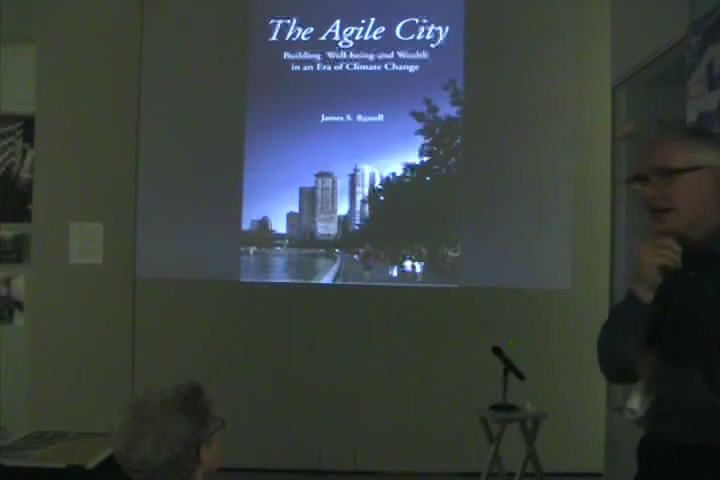 The Agile City
Building Well-being and Wealth
in an Era of Climate Change
James S. Russell